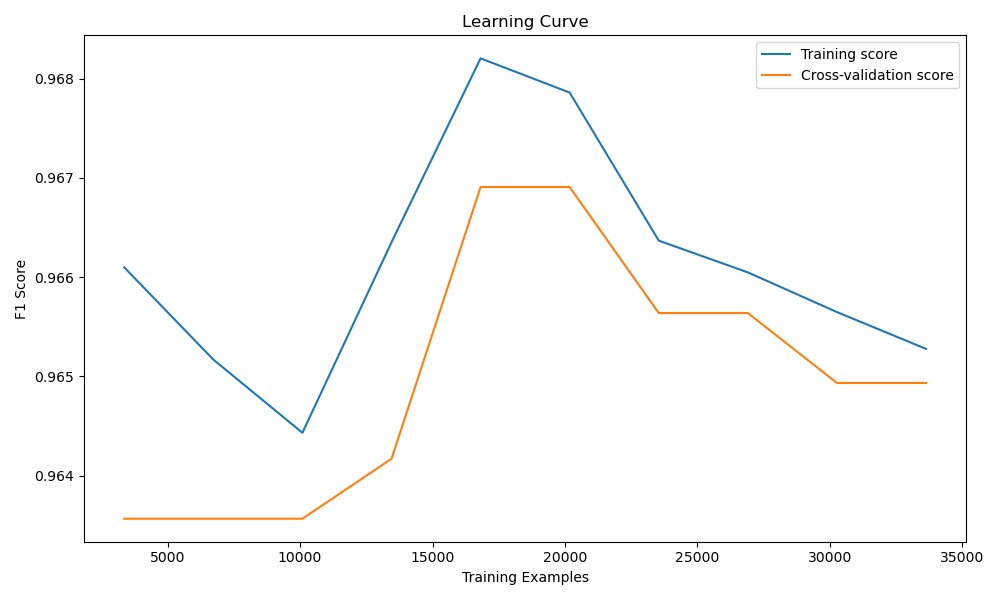 Learning Curve
Training score
Cross-validation score
0.968
0.967
0.966
0.965
0.964
F1 Score
5000 10000 15000 20000 25000 30000 35000
Training Examples